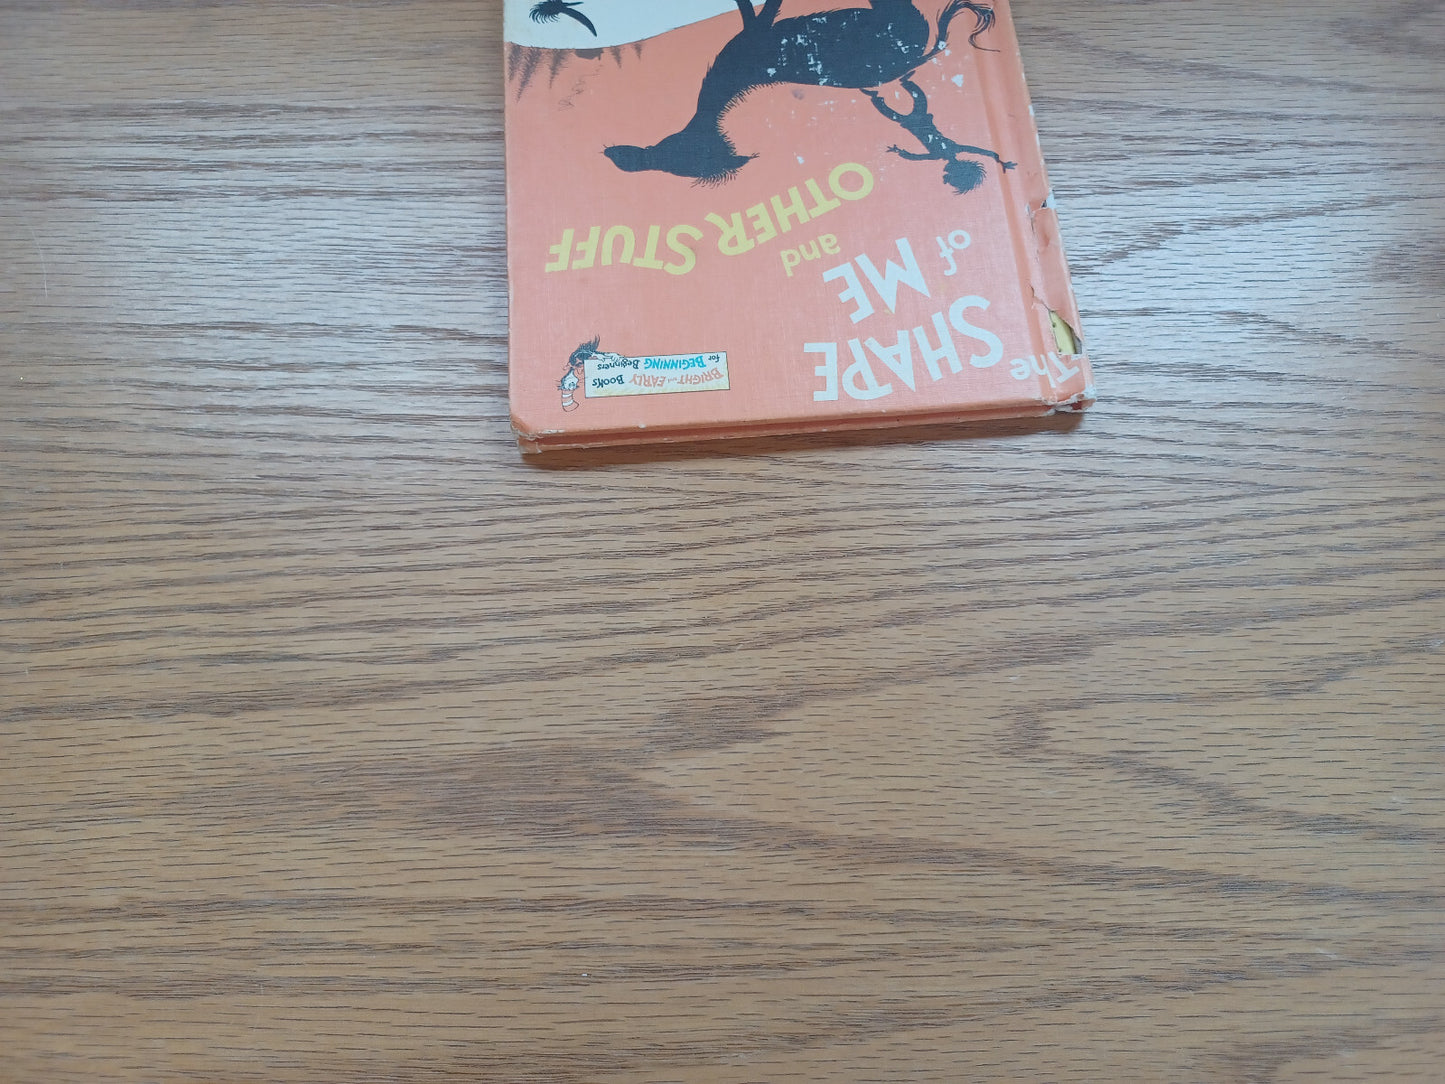 BRIGHT and EARLY BOOKS
for BEGINNING Beginners
The
SHAPE
of ME
and
OTHER STUFF